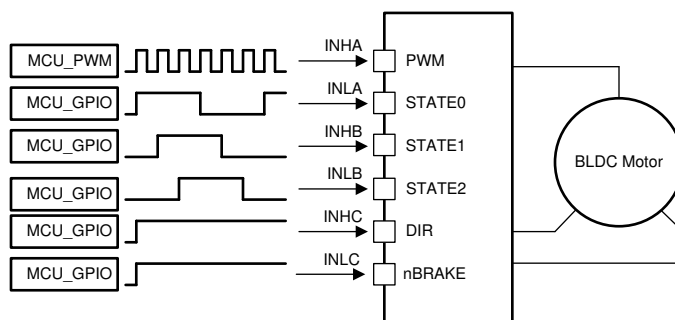 MCU_PWM INHA PWM
MCU_GPIO INLA STATE0
MCU_GPIO INHB STATE1
MCU_GPIO INLB STATE2
MCU_GPIO INHC DIR
MCU_GPIO INLC nBRAKE
BLDC Motor